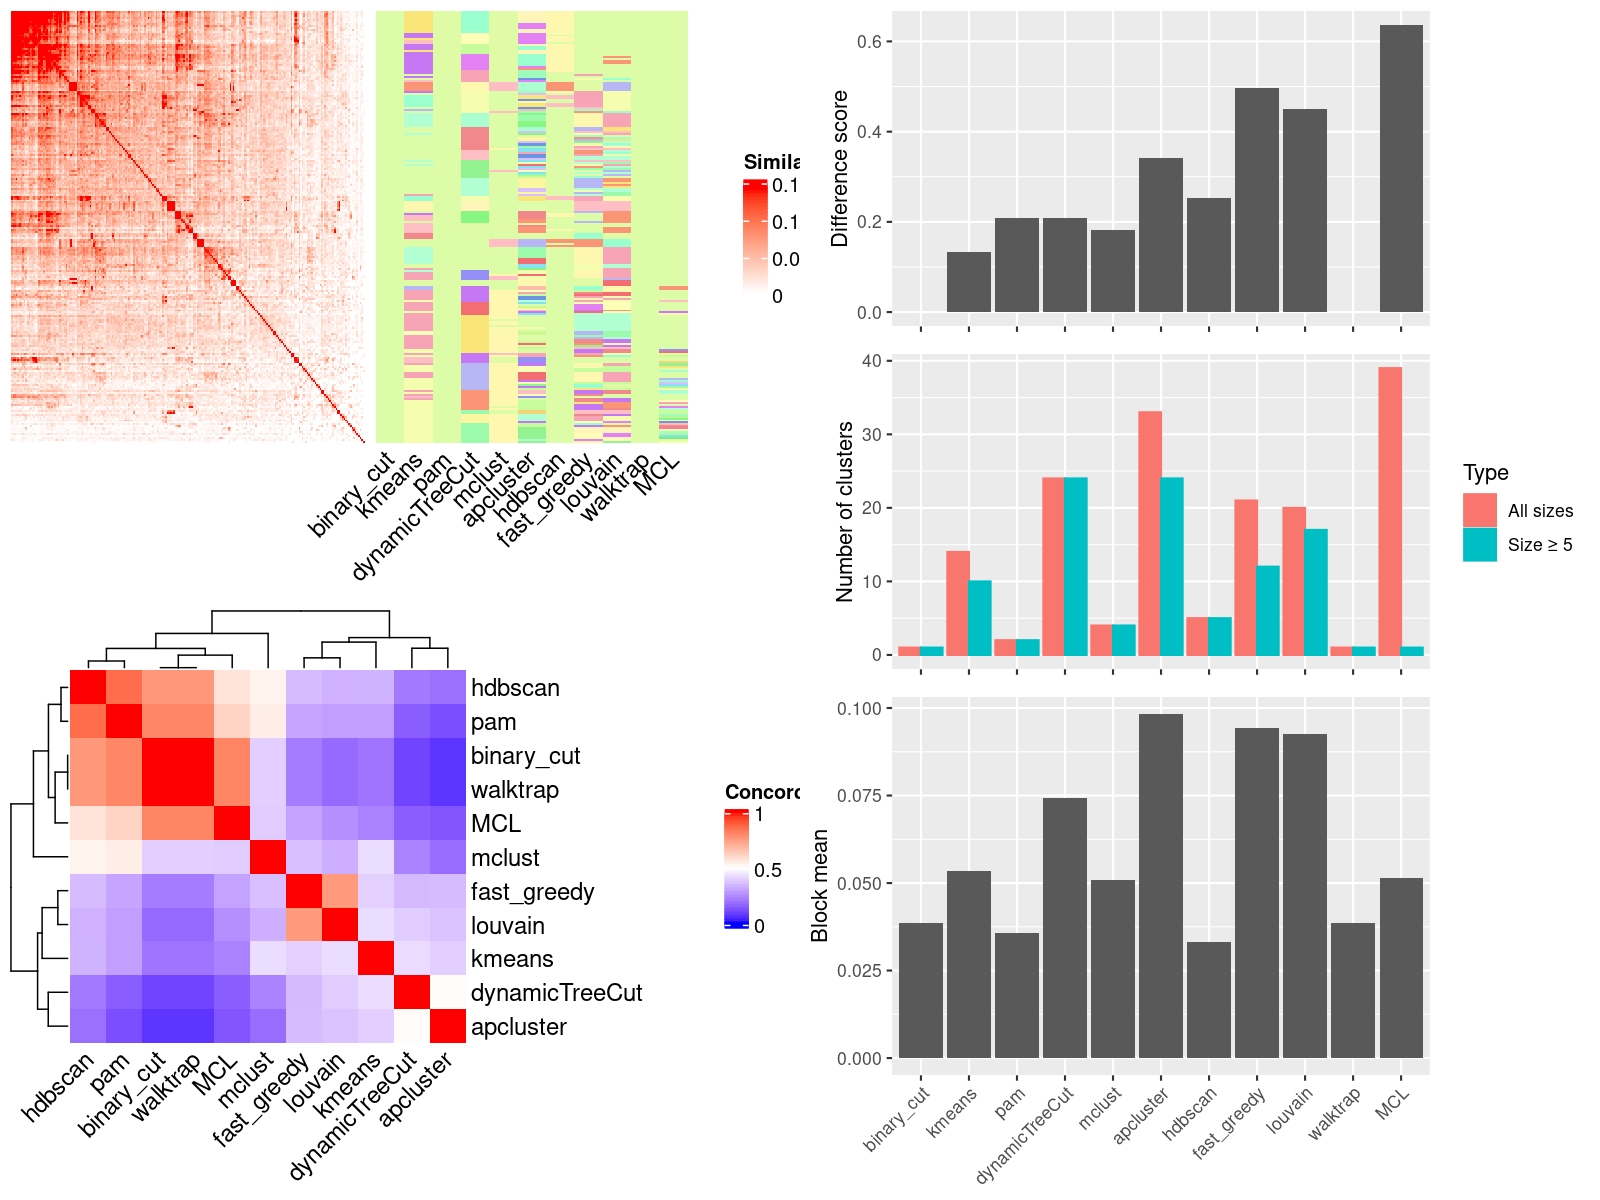 Simila
0.1
0.1
0.0
0
binary_cut
kmeans
pam
dynamicTreeCut
mclust
apcluster
hdbscan
fast_greedy
louvain
walktrap
MCL
hdbscan
pam
binary_cut
walktrap
MCL
mclust
fast_greedy
louvain
kmeans
dynamicTreeCut
apcluster
hdbscan
pam
binary_cut
walktrap
MCL
mclust
fast_greedy
louvain
kmeans
dynamicTreeCut
apcluster
Concord
1
0.5
0
Difference score
0.6
0.4
0.2
0.0
Number of clusters
40
30
20
10
0
Type
All sizes
Size ≥ 5
Block mean
0.100
0.075
0.050
0.025
0.000
binary_cut
kmeans
pam
dynamicTreeCut
mclust
apcluster
hdbscan
fast_greedy
louvain
walktrap
MCL